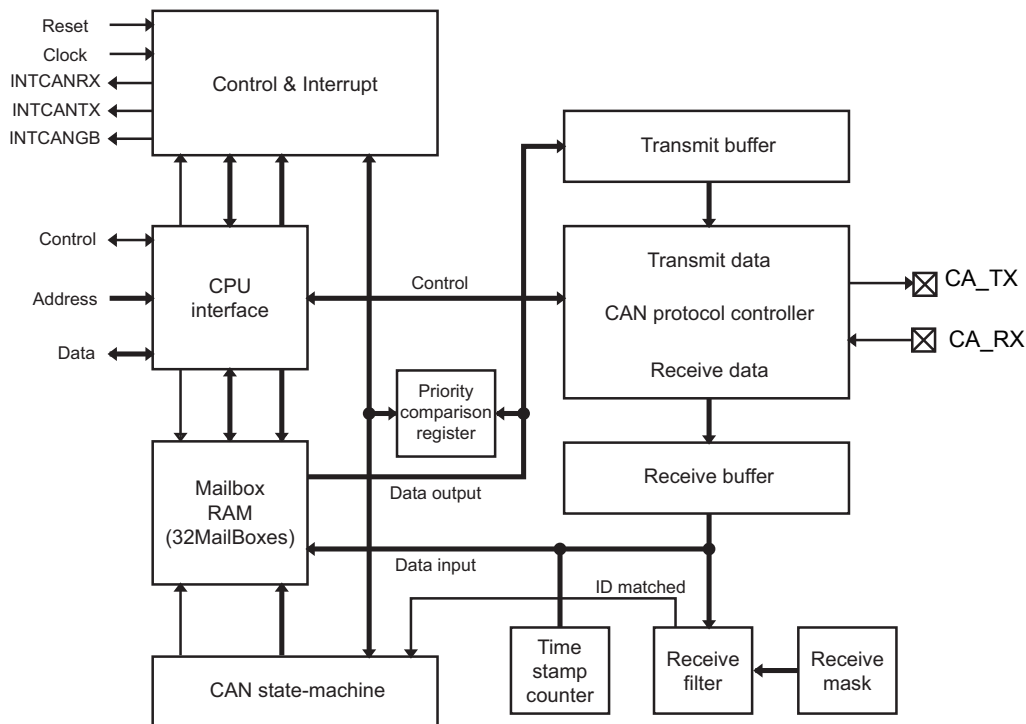 Reset
Clock
INTCANRX
INTCANTX
INTCANGB
Control & Interrupt
Transmit buffer
Control
Address
Data
CPU
interface
Control
Transmit data
CAN protocol controller
Receive data
CA_TX
CA_RX
Priority
comparison
register
Mailbox
RAM
(32MailBoxes)
Data output
Receive buffer
Data input
ID matched
CAN state-machine
Time
stamp
counter
Receive
filter
Receive
mask